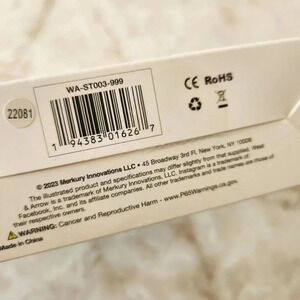 WA-ST003-999
22081
1 94383 01626 7
CE RoHS
© 2023 Merkury Innovations LLC • 45 Broadway 3rd Fl, New York, NY 10006
The illustrated product and specifications may differ slightly from that supplied.
& Arrow is a trademark of Merkury Innovations LLC. Instagram is a trademark of
Facebook, Inc. and its affiliate companies. All other trademarks and trade names are those of
their respective owners.
WARNING: Cancer and Reproductive Harm - www.P65Warnings.ca.gov.
Made in China